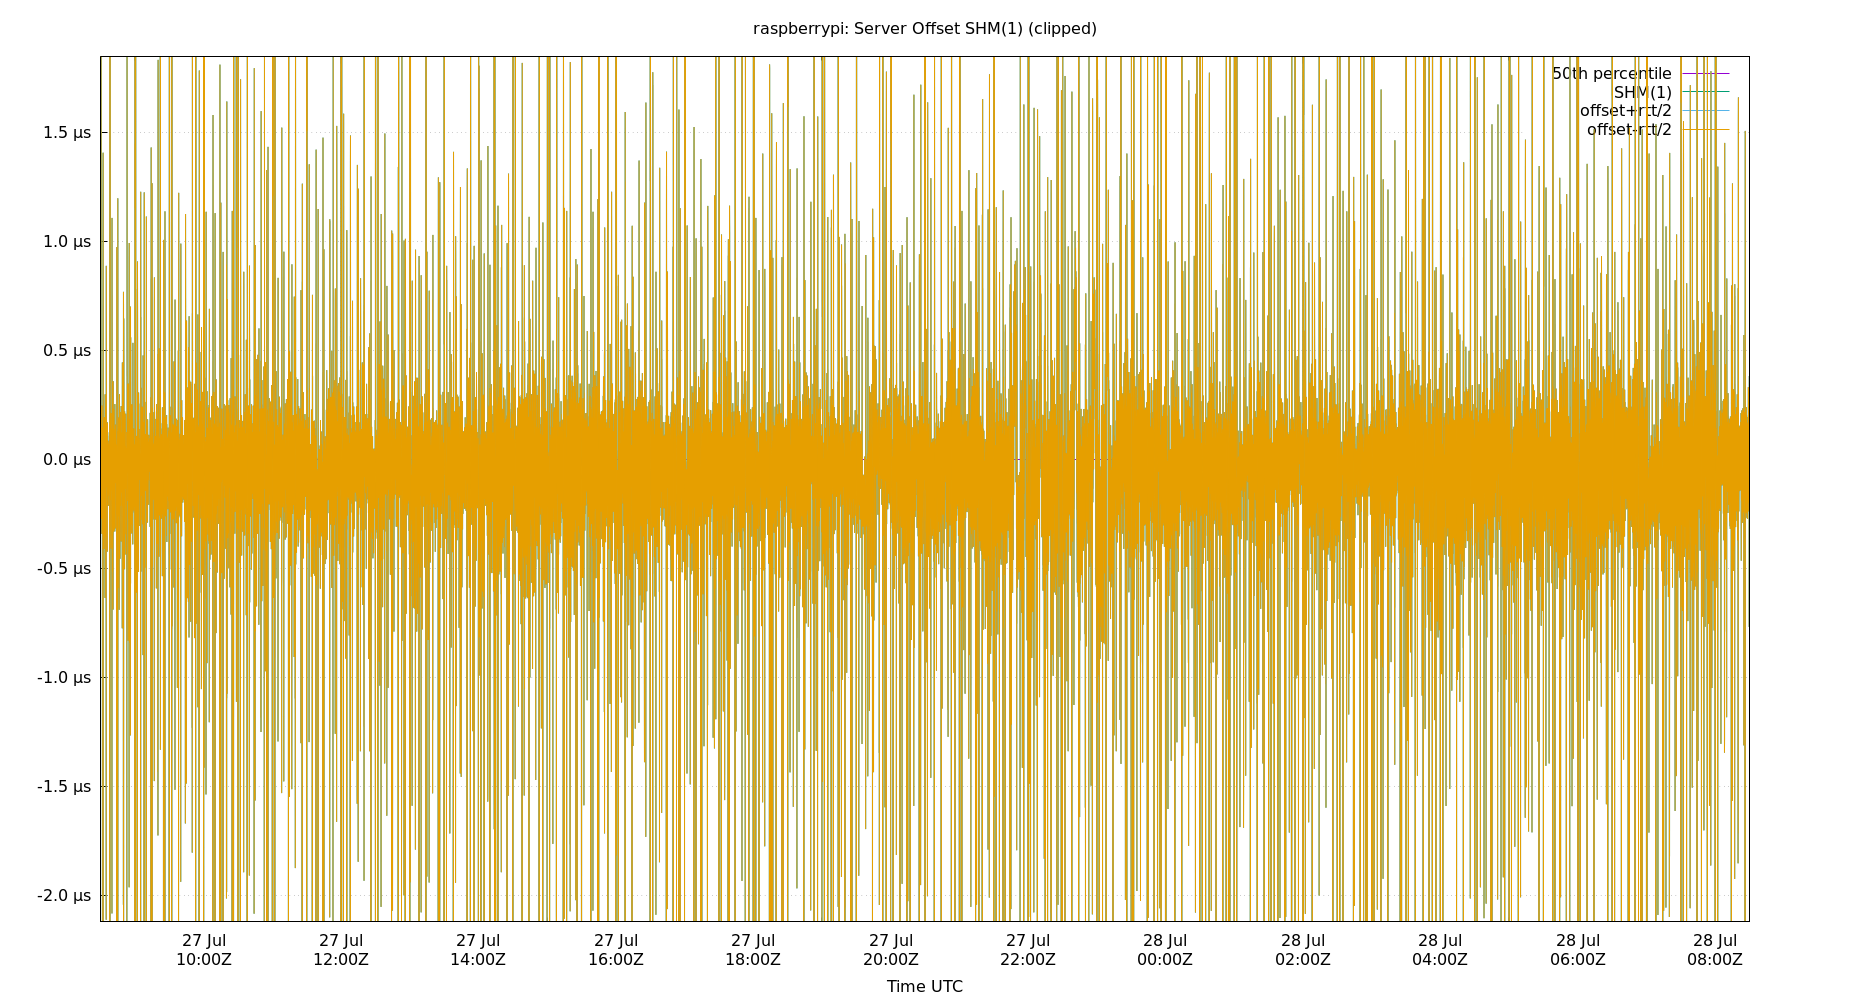 raspberrypi: Server Offset SHM(1) (clipped)
50th percentile
SHM(1)
offset+rtt/2
offset-rtt/2
1.5 µs
1.0 µs
0.5 µs
0.0 µs
-0.5 µs
-1.0 µs
-1.5 µs
-2.0 µs
27 Jul 27 Jul 27 Jul 27 Jul 27 Jul 27 Jul 27 Jul 28 Jul 28 Jul 28 Jul 28 Jul 28 Jul
10:00Z 12:00Z 14:00Z 16:00Z 18:00Z 20:00Z 22:00Z 00:00Z 02:00Z 04:00Z 06:00Z 08:00Z
Time UTC